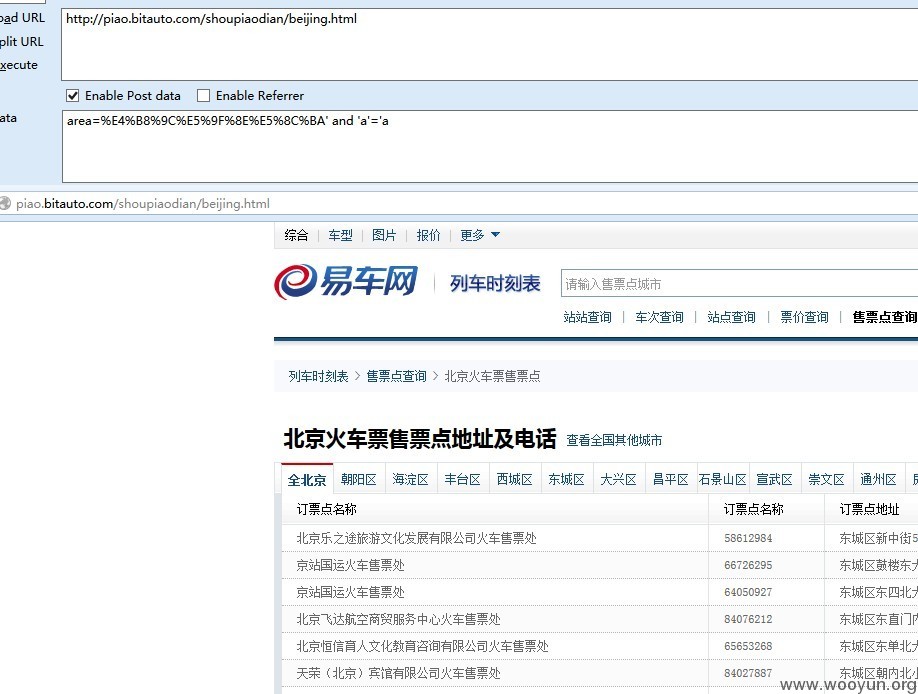 oad URL
http://piao.bitauto.com/shoupiaodian/beijing.html
plit URL
xecute
Enable Post data Enable Referrer
ata
area=%E4%B8%9C%E5%9F%8E%E5%8C%BA' and 'a'='a
piao.bitauto.com/shoupiaodian/beijing.html
综合 车型 图片 报价 更多
易车网 列车时刻表 请输入售票点城市
站站查询 车次查询 站点查询 票价查询 售票点查询
列车时刻表 > 售票点查询 > 北京火车票售票点
北京火车票售票点地址及电话 查看全国其他城市
全北京 朝阳区 海淀区 丰台区 西城区 东城区 大兴区 昌平区 石景山区 宣武区 崇文区 通州区
订票点名称 订票点名称 订票点地址
北京乐之途旅游文化发展有限公司火车售票处 58612984 东城区新中街5
京站国运火车售票处 66726295 东城区鼓楼东大
京站国运火车售票处 64050927 东城区东四北大
北京飞达航空商贸服务中心火车售票处 84076212 东城区东直门内
北京恒信育人文化教育咨询有限公司火车售票处 65653268 东城区东单北大
天荣（北京）宾馆有限公司火车售票处 84027887 东城区朝内北小
www.wooyun.org